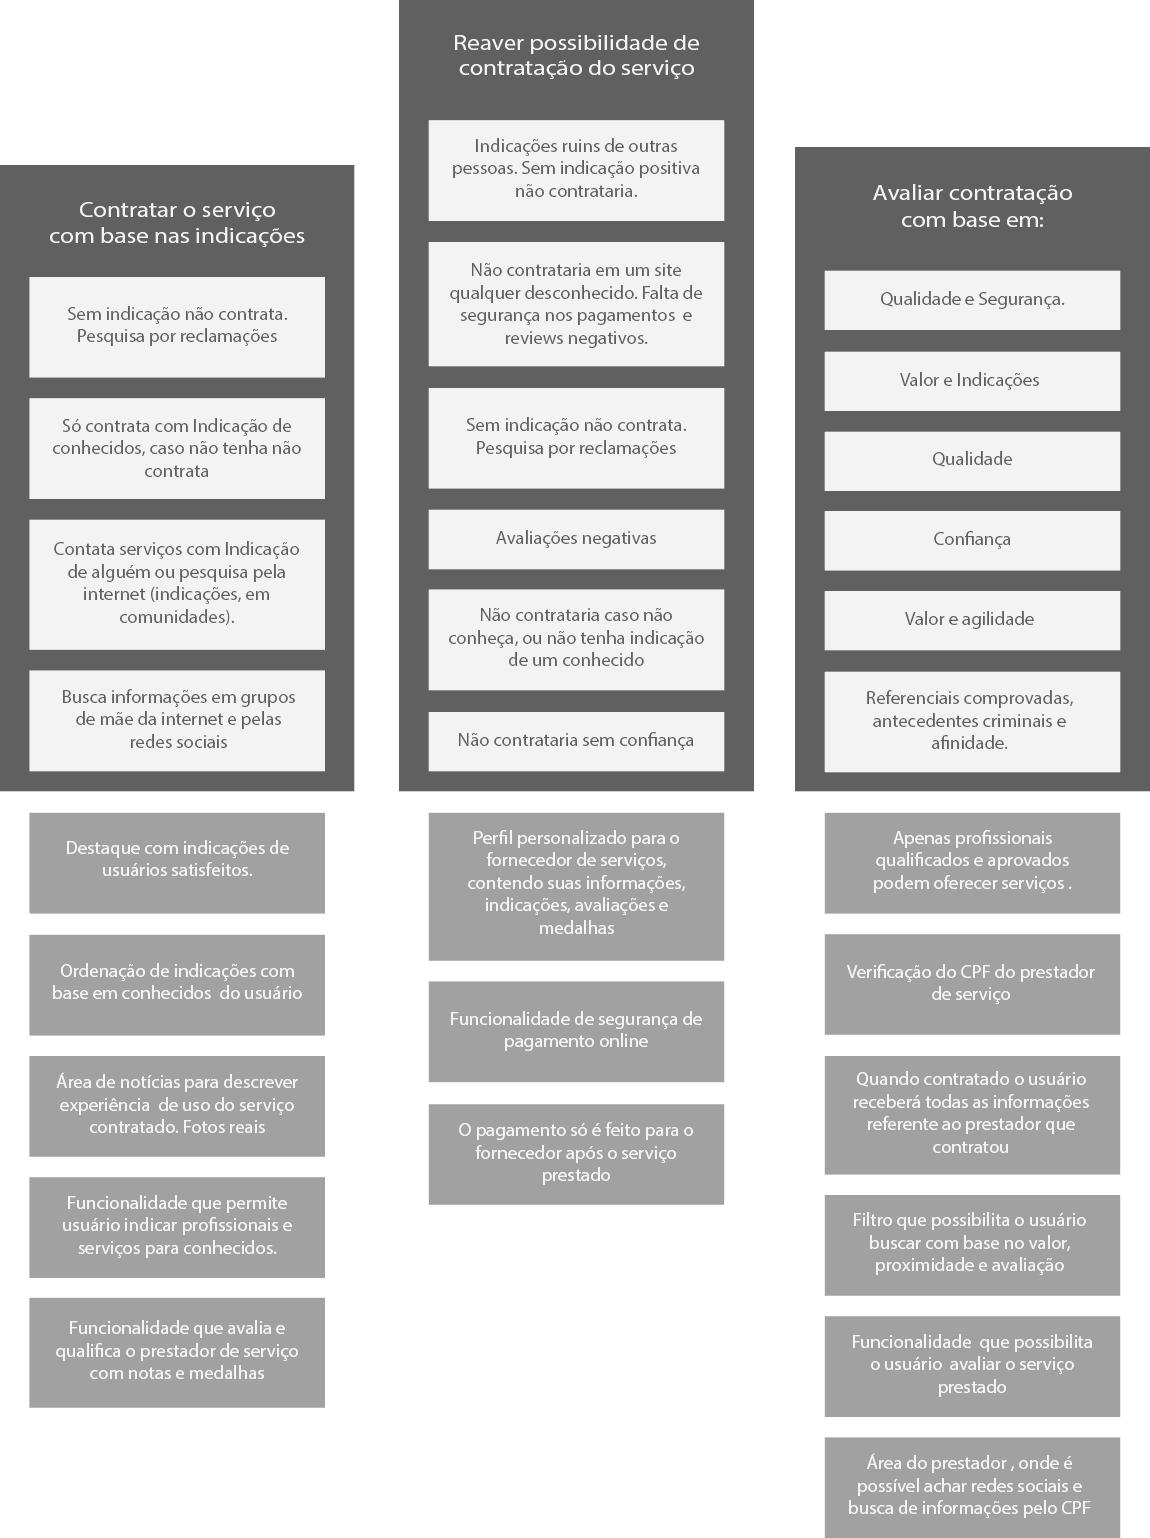 Contratar o serviço
com base nas indicações
Sem indicação não contrata.
Pesquisa por reclamações
Só contrata com Indicação de
conhecidos, caso não tenha não
contrata
Contata serviços com Indicação
de alguém ou pesquisa pela
internet (indicações, em
comunidades).
Busca informações em grupos
de mãe da internet e pelas
redes sociais
Destaque com indicações de
usuários satisfeitos.
Ordenação de indicações com
base em conhecidos do usuário
Área de notícias para descrever
experiência de uso do serviço
contratado. Fotos reais
Funcionalidade que permite
usuário indicar profissionais e
serviços para conhecidos.
Funcionalidade que avalia e
qualifica o prestador de serviço
com notas e medalhas
Reaver possibilidade de
contratação do serviço
Indicações ruins de outras
pessoas. Sem indicação positiva
não contrataria.
Não contrataria em um site
qualquer desconhecido. Falta de
segurança nos pagamentos e
reviews negativos.
Sem indicação não contrata.
Pesquisa por reclamações
Avaliações negativas
Não contrataria caso não
conheça, ou não tenha indicação
de um conhecido
Não contrataria sem confiança
Perfil personalizado para o
fornecedor de serviços,
contendo suas informações,
indicações, avaliações e
medalhas
Funcionalidade de segurança de
pagamento online
O pagamento só é feito para o
fornecedor após o serviço
prestado
Avaliar contratação
com base em:
Qualidade e Segurança.
Valor e Indicações
Qualidade
Confiança
Valor e agilidade
Referenciais comprovadas,
antecedentes criminais e
afinidade.
Apenas profissionais
qualificados e aprovados
podem oferecer serviços .
Verificação do CPF do prestador
de serviço
Quando contratado o usuário
receberá todas as informações
referente ao prestador que
contratou
Filtro que possibilita o usuário
buscar com base no valor,
proximidade e avaliação
Funcionalidade que possibilita
o usuário avaliar o serviço
prestado
Área do prestador , onde é
possível achar redes sociais e
busca de informações pelo CPF